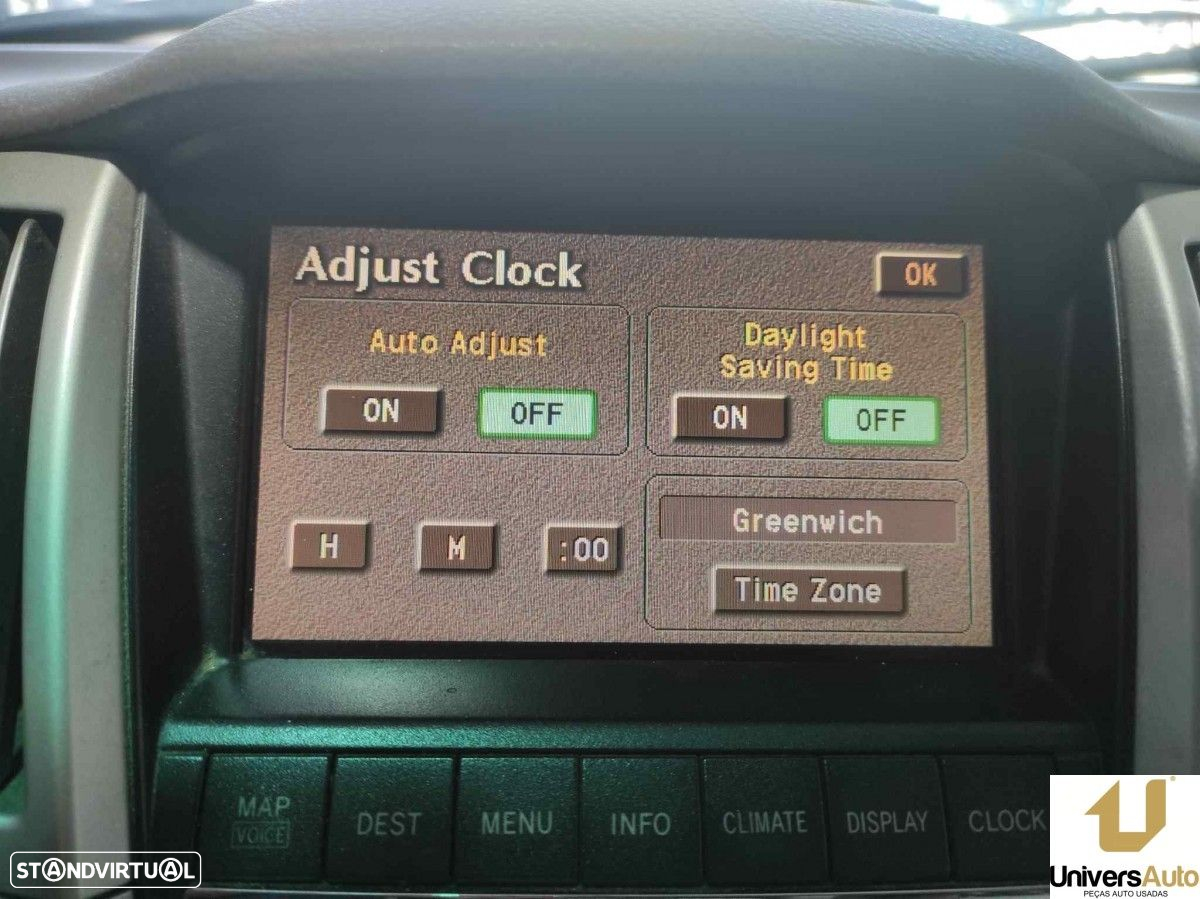 Adjust Clock
OK
Auto Adjust
ON
OFF
Daylight
Saving Time
ON
OFF
H
M
:00
Greenwich
Time Zone
MAP
VOICE
DEST
MENU
INFO
CLIMATE
DISPLAY
CLOCK
STANDVIRTUAL
UniversAuto
PEÇAS AUTO USADAS